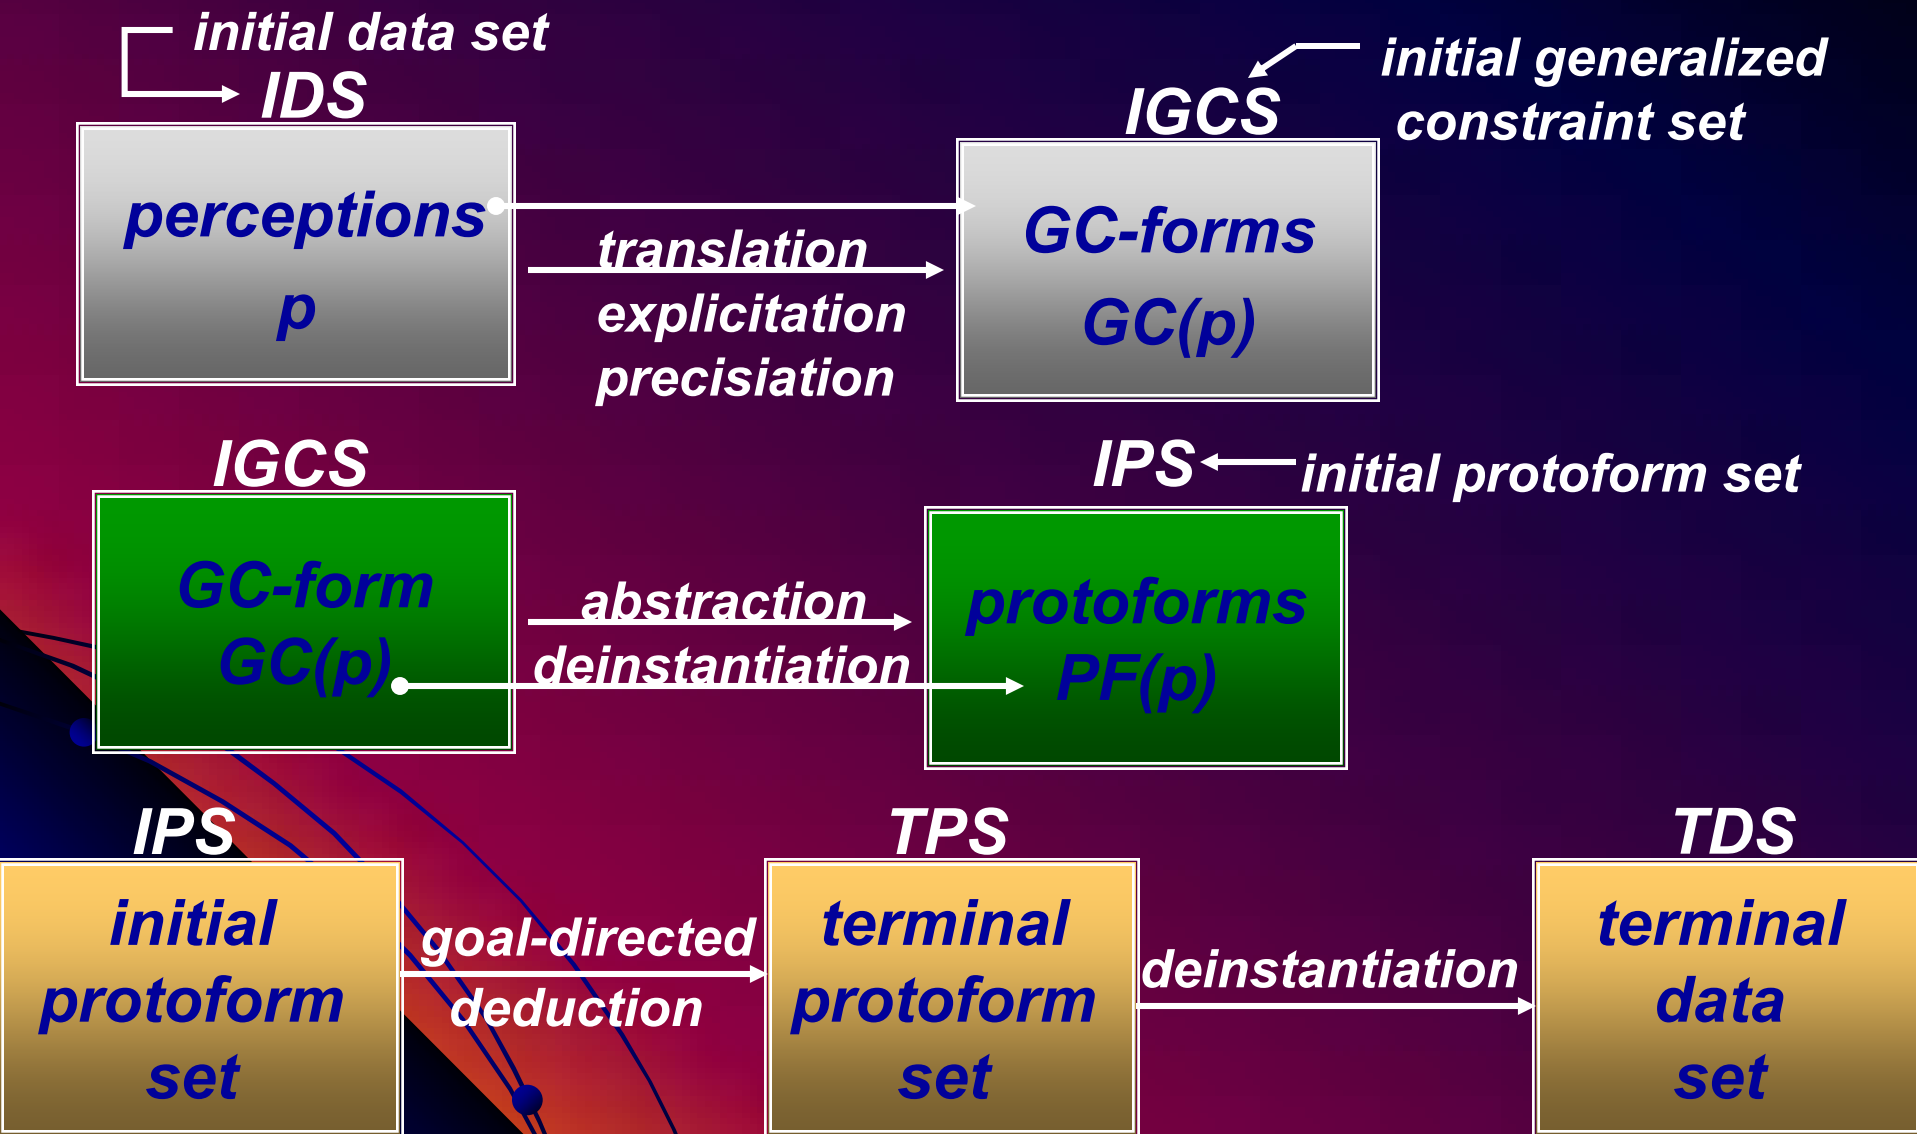 initial data set
IDS
initial generalized
constraint set
IGCS
perceptions
p
translation
explicitation
precisiation
GC-forms
GC(p)
IGCS
IPS
initial protoform set
GC-form
GC(p)
abstraction
deinstantiation
protoforms
PF(p)
IPS
TPS
TDS
initial
protoform
set
goal-directed
deduction
terminal
protoform
set
deinstantiation
terminal
data
set